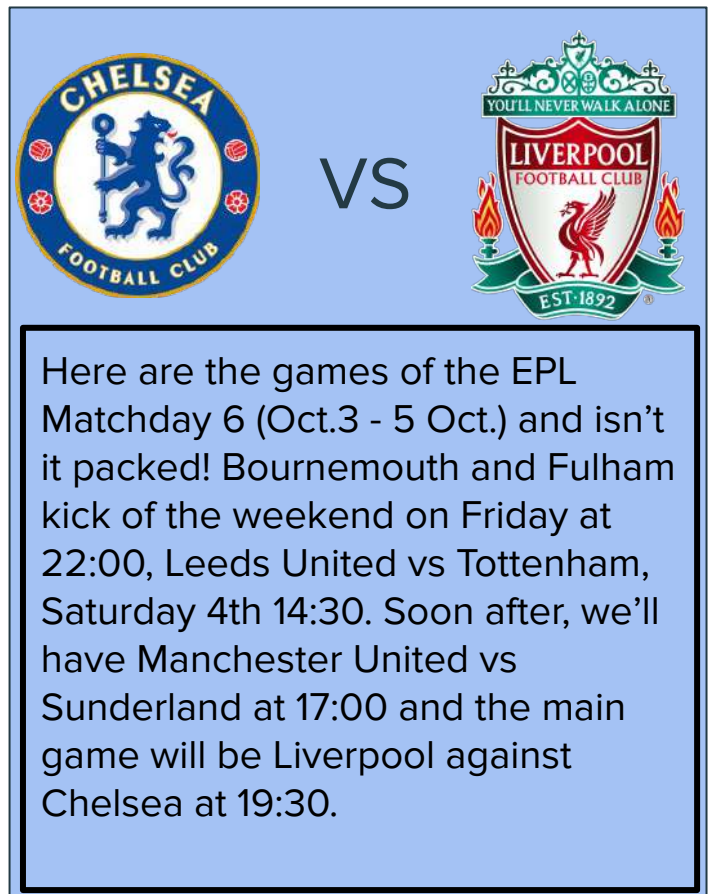 CHELSEA
FOOTBALL CLUB
VS
YOU'LL NEVER WALK ALONE
LIVERPOOL
FOOTBALL CLUB
EST·1892
®
Here are the games of the EPL
Matchday 6 (Oct.3 - 5 Oct.) and isn’t
it packed! Bournemouth and Fulham
kick of the weekend on Friday at
22:00, Leeds United vs Tottenham,
Saturday 4th 14:30. Soon after, we’ll
have Manchester United vs
Sunderland at 17:00 and the main
game will be Liverpool against
Chelsea at 19:30.